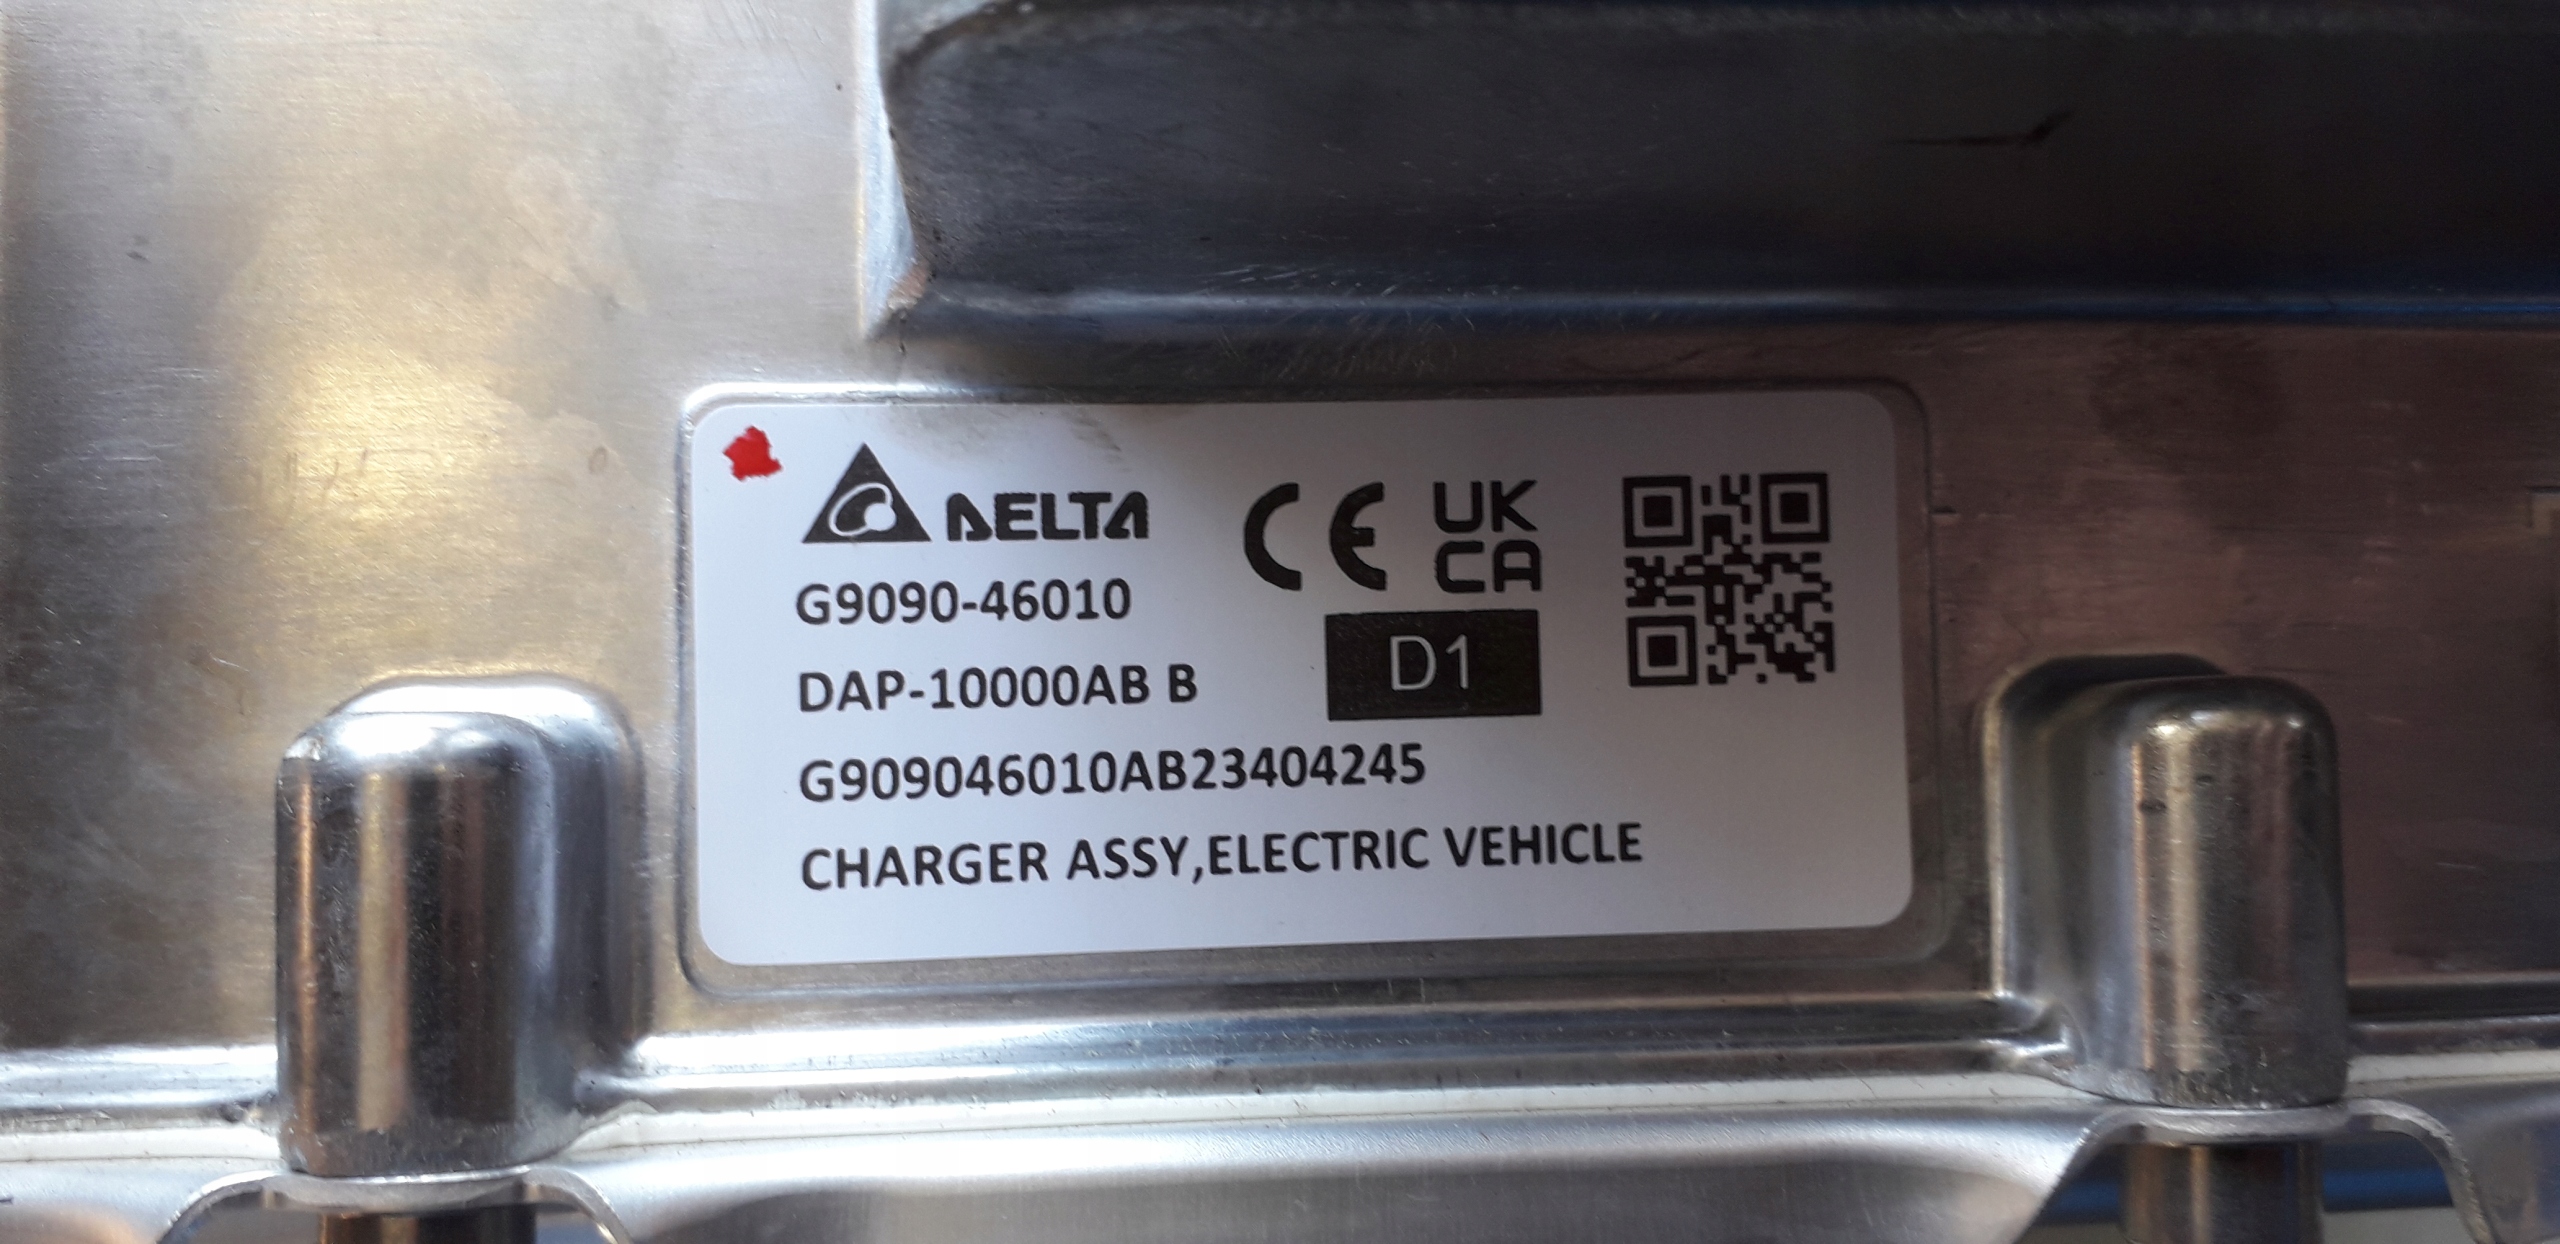 DELTA
CE UK CA
G9090-46010
D1
DAP-10000AB B
G909046010AB23404245
CHARGER ASSY,ELECTRIC VEHICLE